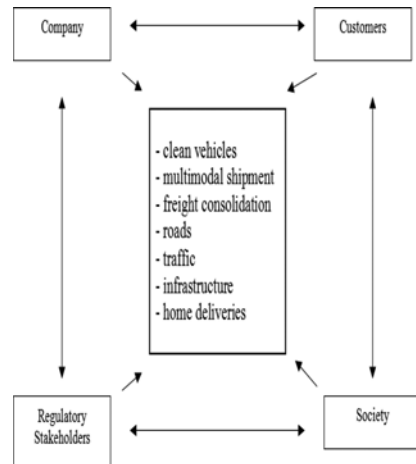 Company
Customers
- clean vehicles
- multimodal shipment
- freight consolidation
- roads
- traffic
- infrastructure
- home deliveries
Regulatory
Stakeholders
Society